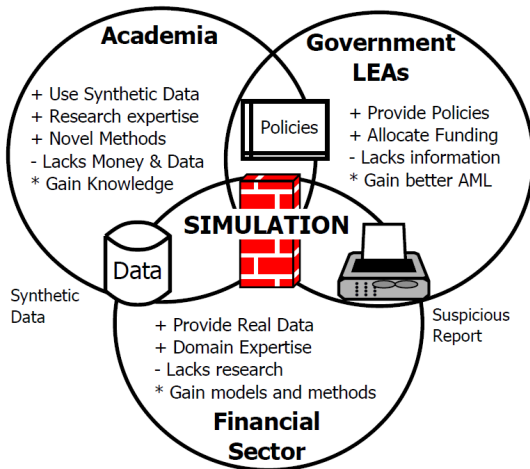 Academia
+ Use Synthetic Data
+ Research expertise
+ Novel Methods
- Lacks Money & Data
* Gain Knowledge
Government
LEAs
+ Provide Policies
+ Allocate Funding
- Lacks information
* Gain better AML
Policies
SIMULATION
Data
Synthetic
Data
Suspicious
Report
+ Provide Real Data
+ Domain Expertise
- Lacks research
* Gain models and methods
Financial
Sector